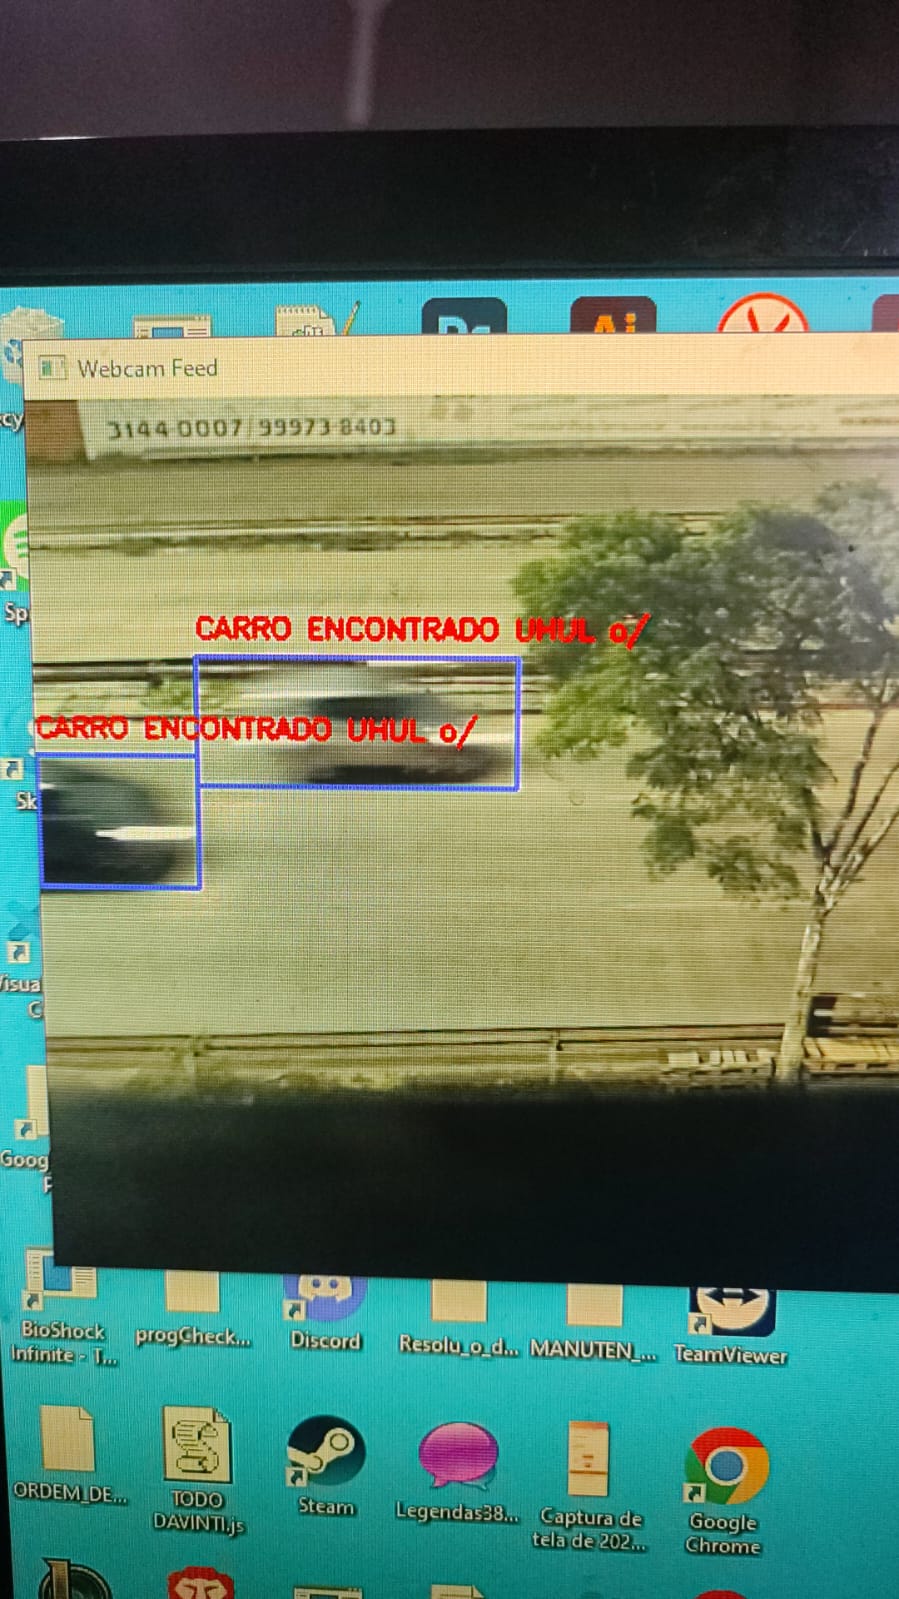 Ai
Webcam Feed
3144 0007/99973 8403
CARRO ENCONTRADO UHUL o/
CARRO ENCONTRADO UHUL o/
BioShock
Infinite - T...
progCheck...
Discord
Resolu_o_d...
MANUTEN_...
TeamViewer
ORDEM_DE...
TODO
DAVINTI.js
Steam
Legendas38...
Captura de
tela de 202...
Google
Chrome